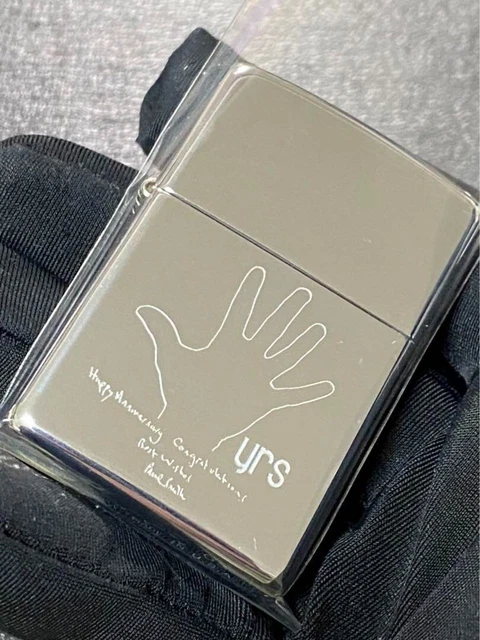 Happy Anniversary Congratulations
Best Wishes
Paul Smith
yrs